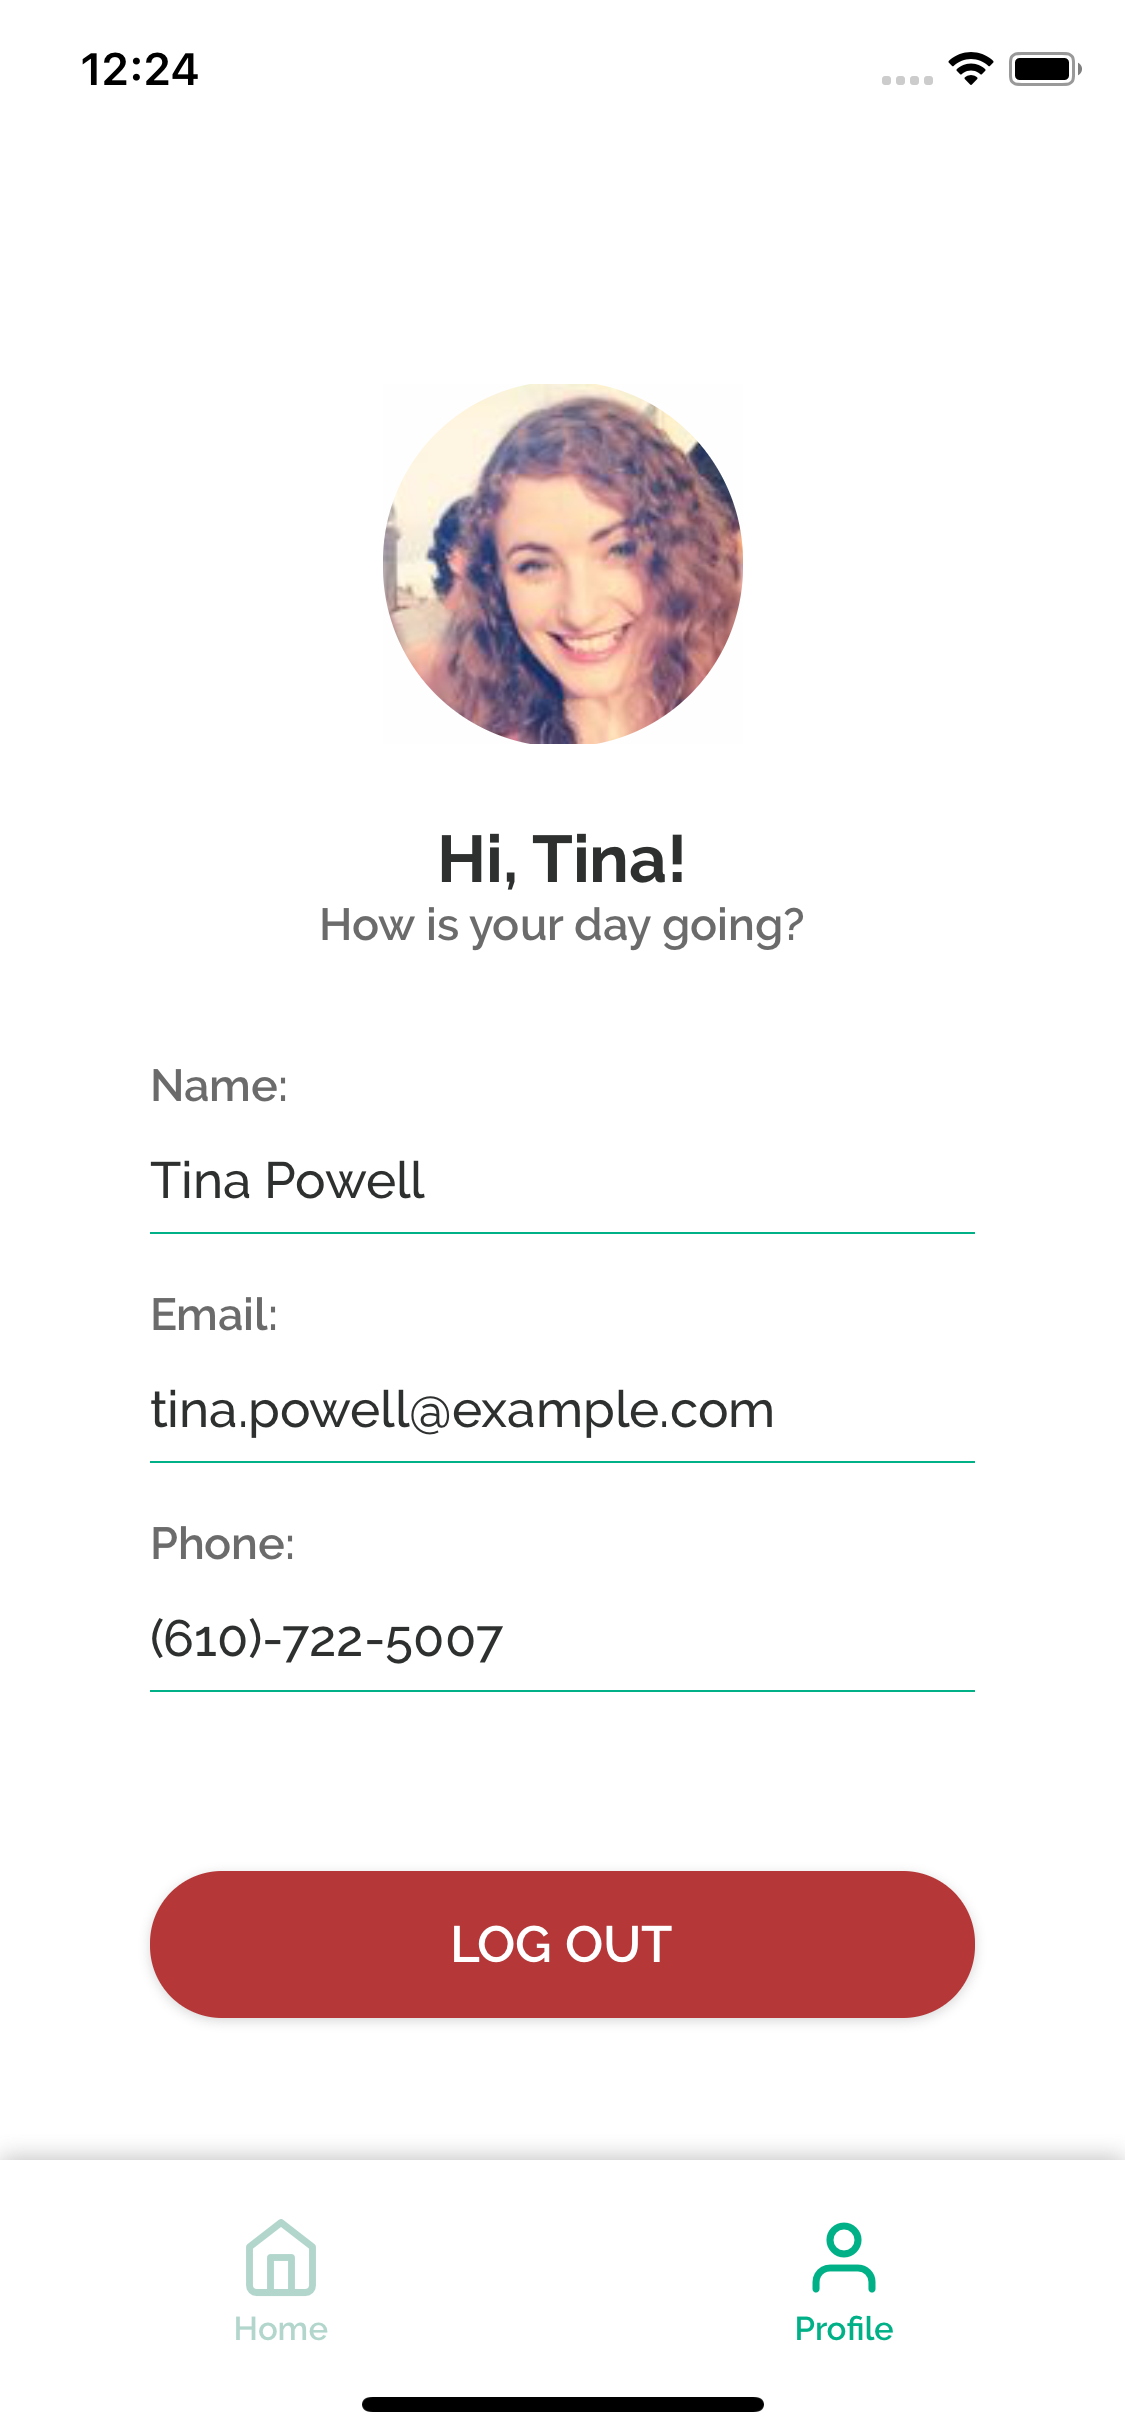 12:24
Hi, Tina!
How is your day going?
Name:
Tina Powell
Email:
tina.powell@example.com
Phone:
(610)-722-5007
LOG OUT
Home
Profile